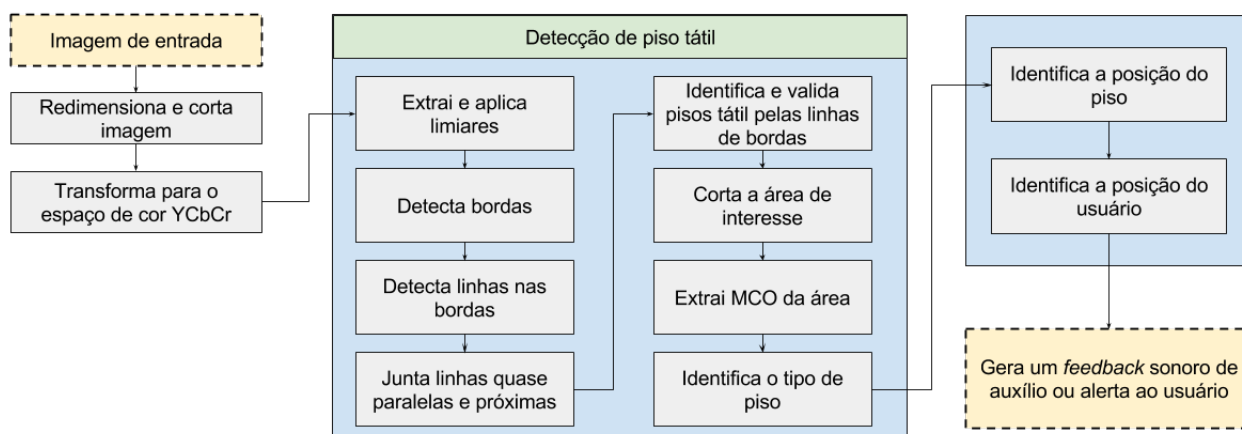 Imagem de entrada
Redimensiona e corta
imagem
Transforma para o
espaço de cor YCbCr
Detecção de piso tátil
Extrai e aplica
limiares
Detecta bordas
Detecta linhas nas
bordas
Junta linhas quase
paralelas e próximas
Identifica e valida
pisos tátil pelas linhas
de bordas
Corta a área de
interesse
Extrai MCO da área
Identifica o tipo de
piso
Identifica a posição do
piso
Identifica a posição do
usuário
Gera um feedback sonoro de
auxílio ou alerta ao usuário